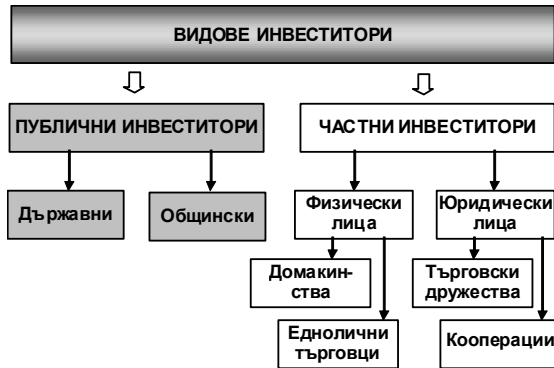 ВИДОВЕ ИНВЕСТИТОРИ
ПУБЛИЧНИ ИНВЕСТИТОРИ
ЧАСТНИ ИНВЕСТИТОРИ
Държавни
Общински
Физически
лица
Юридически
лица
Домакин-
ства
Търговски
дружества
Еднолични
търговци
Кооперации